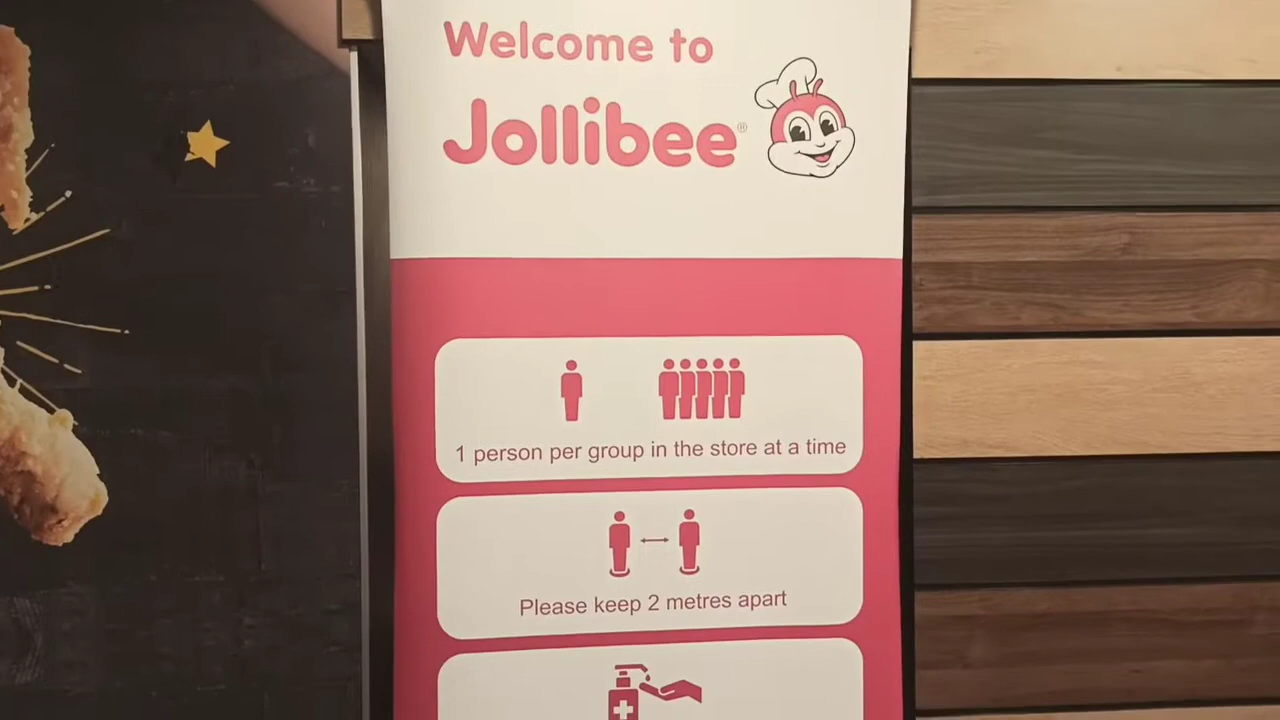 Welcome to
Jollibee®
1 person per group in the store at a time
Please keep 2 metres apart